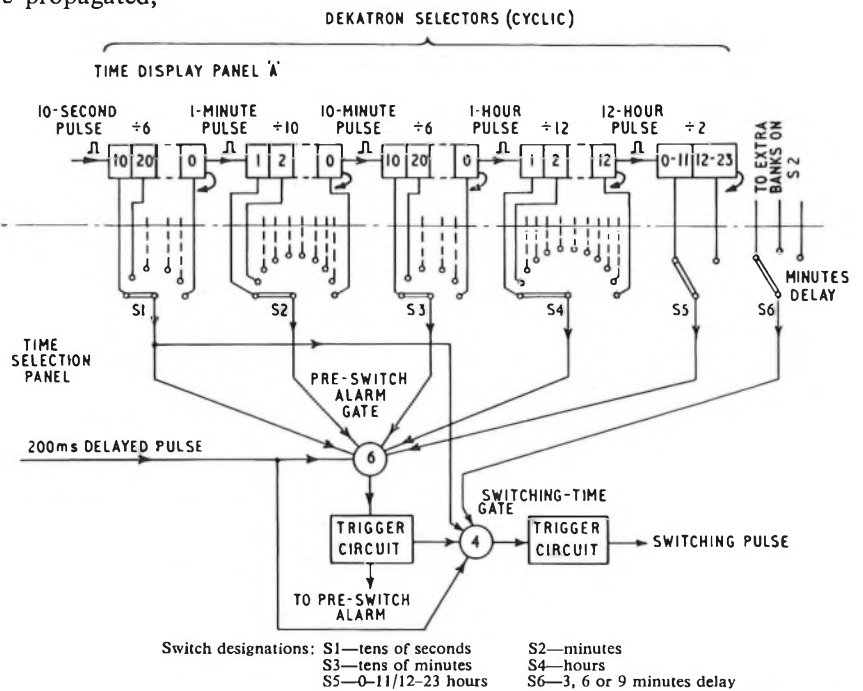 propagated,
DEKATRON SELECTORS (CYCLIC)
TIME DISPLAY PANEL 'A'
10-SECOND PULSE
÷6
1-MINUTE PULSE
÷10
10-MINUTE PULSE
÷6
1-HOUR PULSE
÷12
12-HOUR PULSE
÷2
10 20 0
1 2 0
10 20 0
1 2 12
0-11 12-23
TO EXTRA
BANKS ON
S2
S1
S2
S3
S4
S5
S6
MINUTES
DELAY
TIME
SELECTION
PANEL
PRE-SWITCH
ALARM
GATE
200ms DELAYED PULSE
6
SWITCHING-TIME
GATE
TRIGGER
CIRCUIT
4
TRIGGER
CIRCUIT
SWITCHING PULSE
TO PRE-SWITCH
ALARM
Switch designations: S1—tens of seconds S2—minutes
S3—tens of minutes S4—hours
S5—0–11/12–23 hours S6—3, 6 or 9 minutes delay